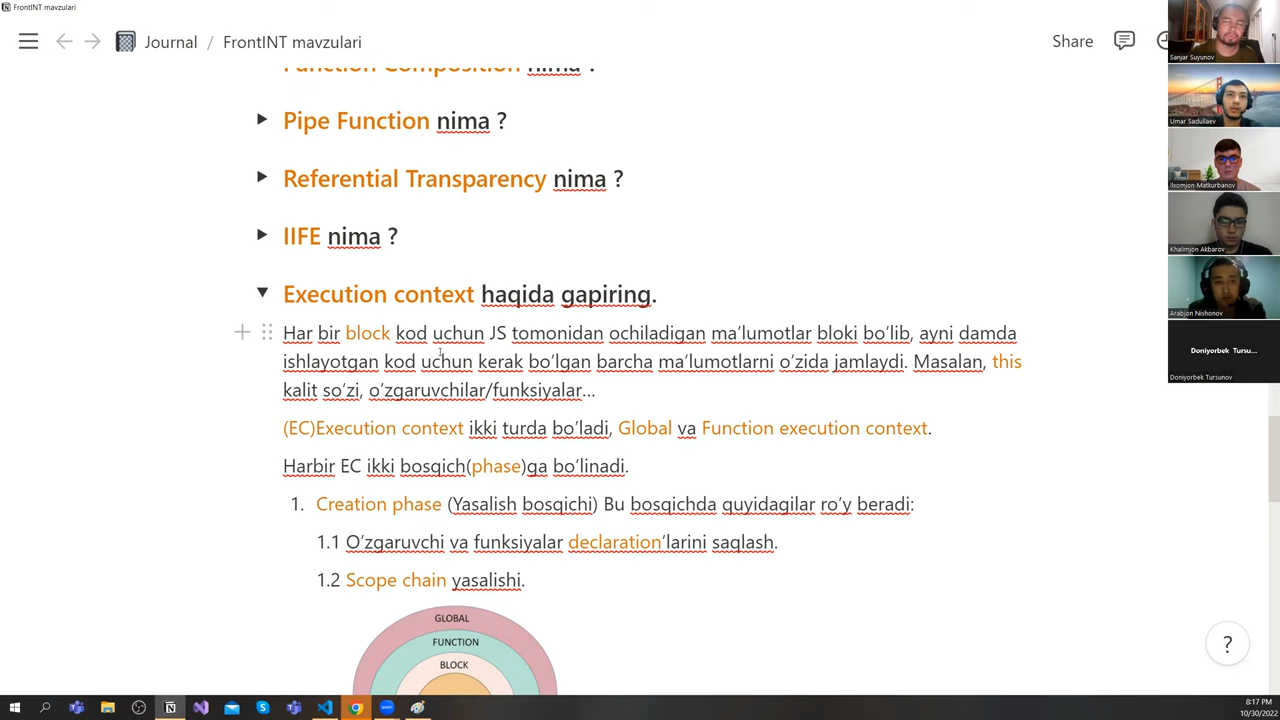 FrontINT mavzulari
Journal / FrontINT mavzulari
Share
Function Composition nima ?
Pipe Function nima ?
Referential Transparency nima ?
IIFE nima ?
Execution context haqida gapiring.
Har bir block kod uchun JS tomonidan ochiladigan ma’lumotlar bloki bo‘lib, ayni damda
ishlayotgan kod uchun kerak bo‘lgan barcha ma’lumotlarni o‘zida jamlaydi. Masalan, this
kalit so‘zi, o‘zgaruvchilar/funksiyalar...
(EC)Execution context ikki turda bo‘ladi, Global va Function execution context.
Harbir EC ikki bosqich(phase)ga bo‘linadi.
1. Creation phase (Yasalish bosqichi) Bu bosqichda quyidagilar ro‘y beradi:
1.1 O‘zgaruvchi va funksiyalar declaration’larini saqlash.
1.2 Scope chain yasalishi.
GLOBAL
FUNCTION
BLOCK
Sanjar Suyunov
Umar Sadullaev
Ilxomjon Matkurbanov
Khalimjon Akbarov
Arabjon Nishonov
Doniyorbek Tursu...
Doniyorbek Tursunov
?
8:17 PM
10/30/2022